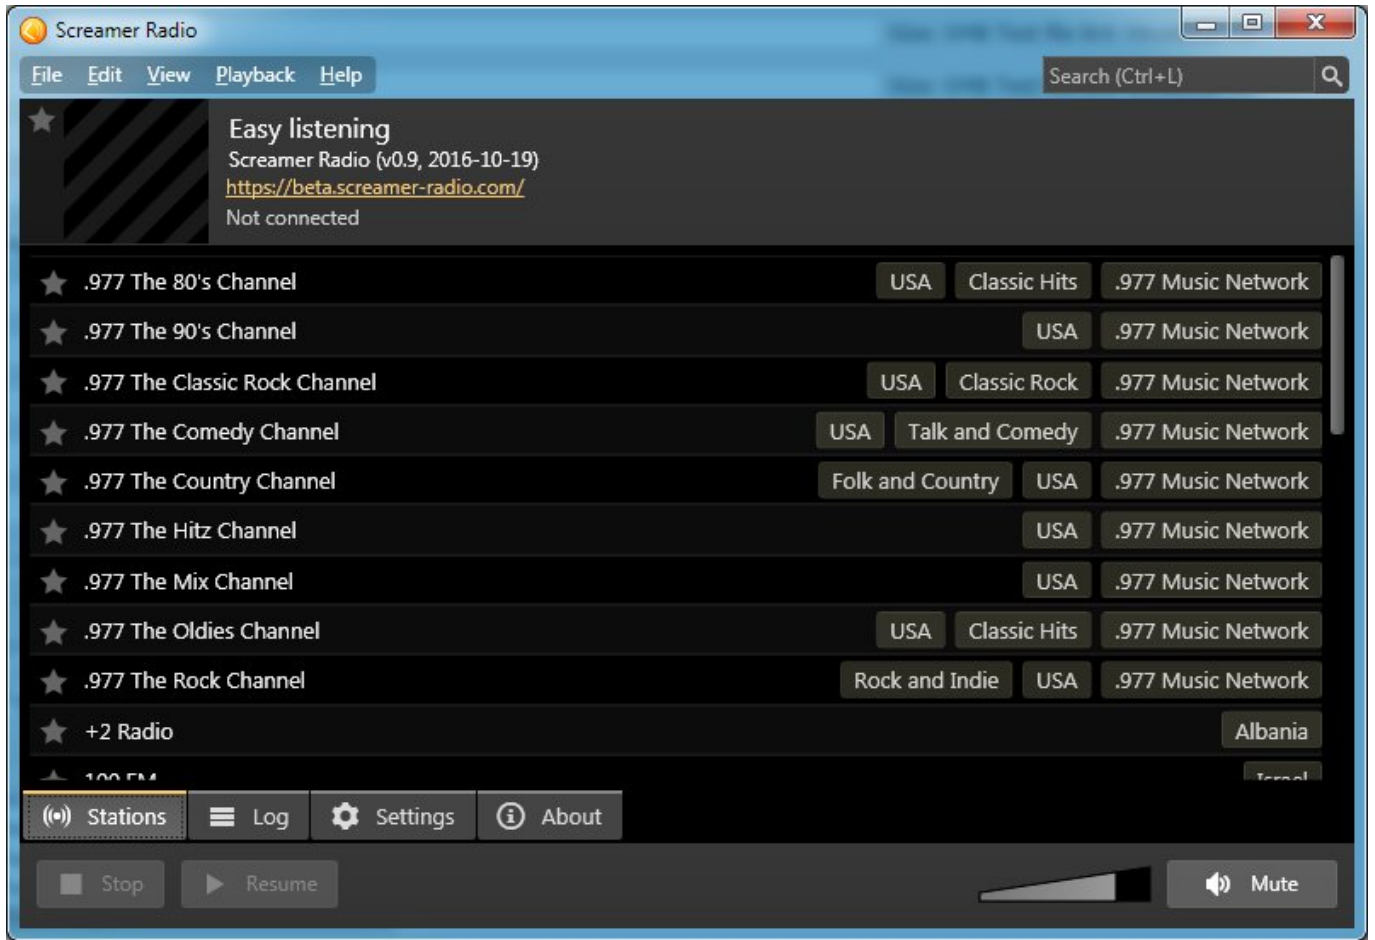 Screamer Radio
File Edit View Playback Help Search (Ctrl+L)
Easy listening
Screamer Radio (v0.9, 2016-10-19)
https://beta.screamer-radio.com/
Not connected
.977 The 80's Channel USA Classic Hits .977 Music Network
.977 The 90's Channel USA .977 Music Network
.977 The Classic Rock Channel USA Classic Rock .977 Music Network
.977 The Comedy Channel USA Talk and Comedy .977 Music Network
.977 The Country Channel Folk and Country USA .977 Music Network
.977 The Hitz Channel USA .977 Music Network
.977 The Mix Channel USA .977 Music Network
.977 The Oldies Channel USA Classic Hits .977 Music Network
.977 The Rock Channel Rock and Indie USA .977 Music Network
+2 Radio Albania
100 FM Israel
Stations Log Settings About
Stop Resume Mute